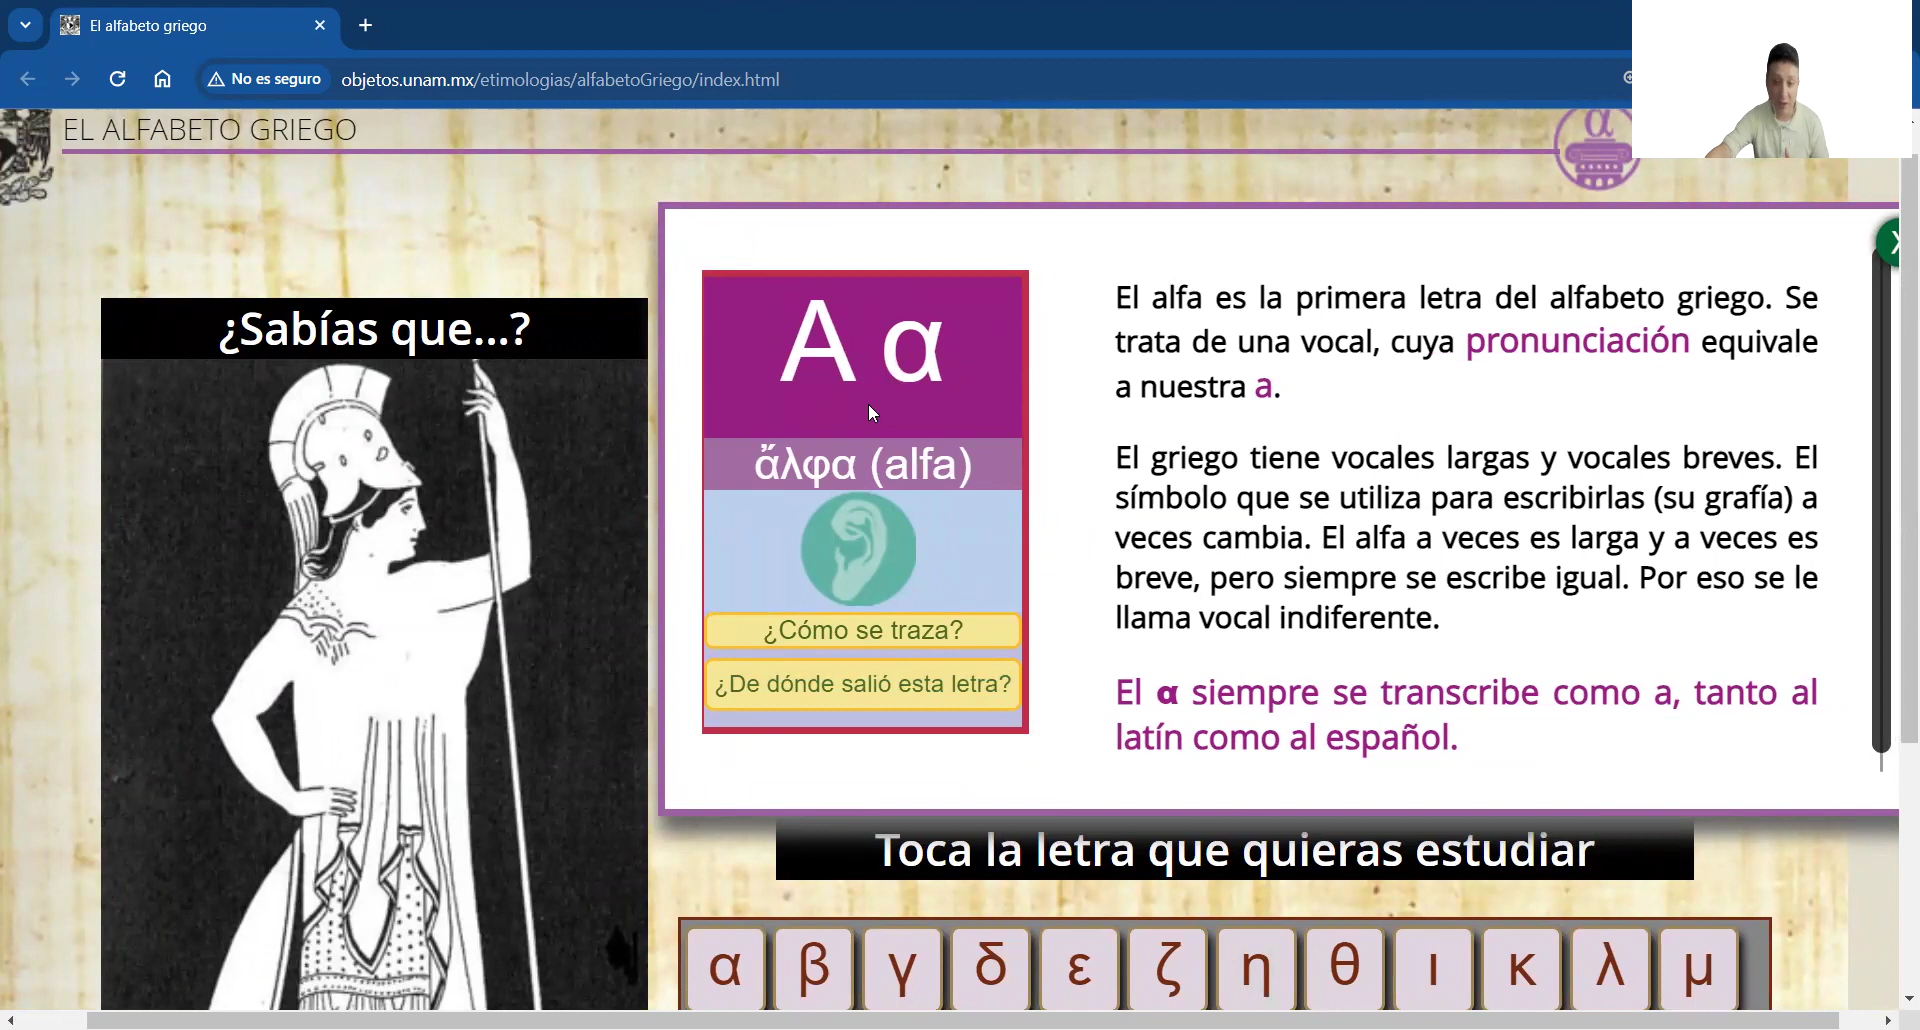 El alfabeto griego
No es seguro
objetos.unam.mx/etimologias/alfabetoGriego/index.html
EL ALFABETO GRIEGO
α
¿Sabías que...?
Α α
ἄλφα (alfa)
¿Cómo se traza?
¿De dónde salió esta letra?
El alfa es la primera letra del alfabeto griego. Se
trata de una vocal, cuya pronunciación equivale
a nuestra a.
El griego tiene vocales largas y vocales breves. El
símbolo que se utiliza para escribirlas (su grafía) a
veces cambia. El alfa a veces es larga y a veces es
breve, pero siempre se escribe igual. Por eso se le
llama vocal indiferente.
El α siempre se transcribe como a, tanto al
latín como al español.
Toca la letra que quieras estudiar
α β γ δ ε ζ η θ ι κ λ μ